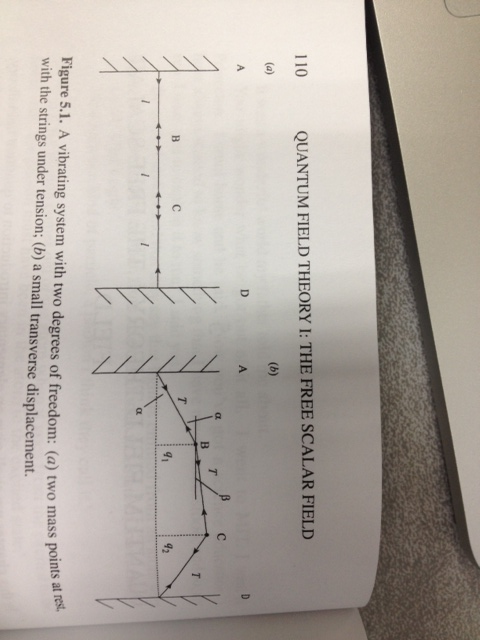 110 QUANTUM FIELD THEORY I: THE FREE SCALAR FIELD
(a) (b)
A B C D A B C D
l l l
α T T β T
α q1 q2
Figure 5.1. A vibrating system with two degrees of freedom: (a) two mass points at rest,
with the strings under tension; (b) a small transverse displacement.